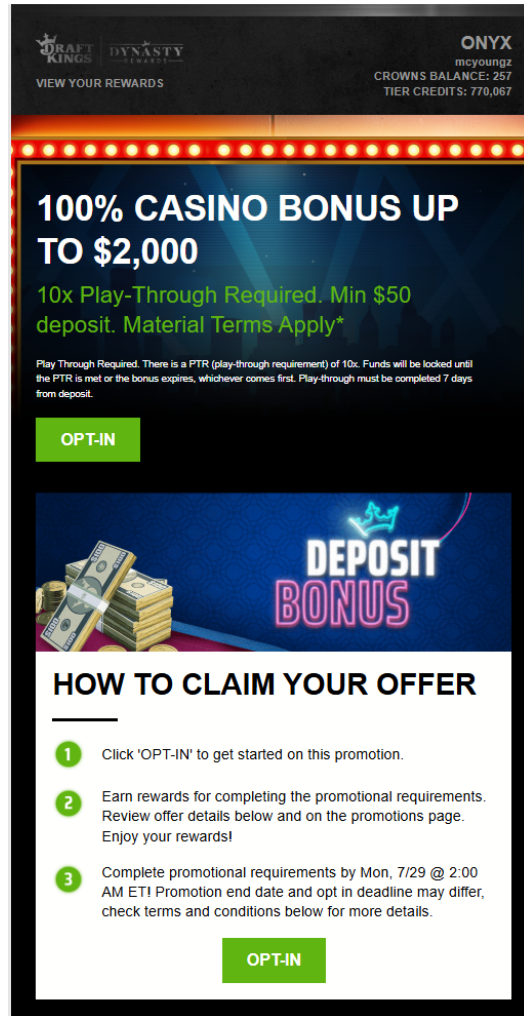 DRAFT
KINGS
DYNASTY
REWARDS
VIEW YOUR REWARDS
ONYX
mcyoungz
CROWNS BALANCE: 257
TIER CREDITS: 770,067
100% CASINO BONUS UP
TO $2,000
10x Play-Through Required. Min $50
deposit. Material Terms Apply*
Play Through Required. There is a PTR (play-through requirement) of 10x. Funds will be locked until
the PTR is met or the bonus expires, whichever comes first. Play-through must be completed 7 days
from deposit.
OPT-IN
$100
$100
$100
DEPOSIT
BONUS
HOW TO CLAIM YOUR OFFER
1 Click 'OPT-IN' to get started on this promotion.
2 Earn rewards for completing the promotional requirements.
Review offer details below and on the promotions page.
Enjoy your rewards!
3 Complete promotional requirements by Mon, 7/29 @ 2:00
AM ET! Promotion end date and opt in deadline may differ,
check terms and conditions below for more details.
OPT-IN